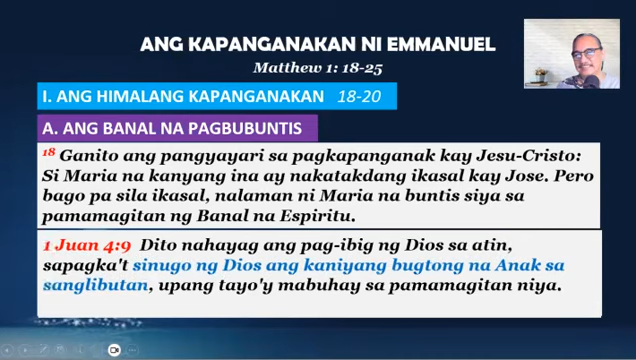 ANG KAPANGANAKAN NI EMMANUEL
Matthew 1: 18-25
I. ANG HIMALANG KAPANGANAKAN 18-20
A. ANG BANAL NA PAGBUBUNTIS
18 Ganito ang pangyayari sa pagkapanganak kay Jesu-Cristo:
Si Maria na kanyang ina ay nakatakdang ikasal kay Jose. Pero
bago pa sila ikasal, nalaman ni Maria na buntis siya sa
pamamagitan ng Banal na Espiritu.
1 Juan 4:9 Dito nahayag ang pag-ibig ng Dios sa atin,
sapagka't sinugo ng Dios ang kaniyang bugtong na Anak sa
sanglibutan, upang tayo'y mabuhay sa pamamagitan niya.